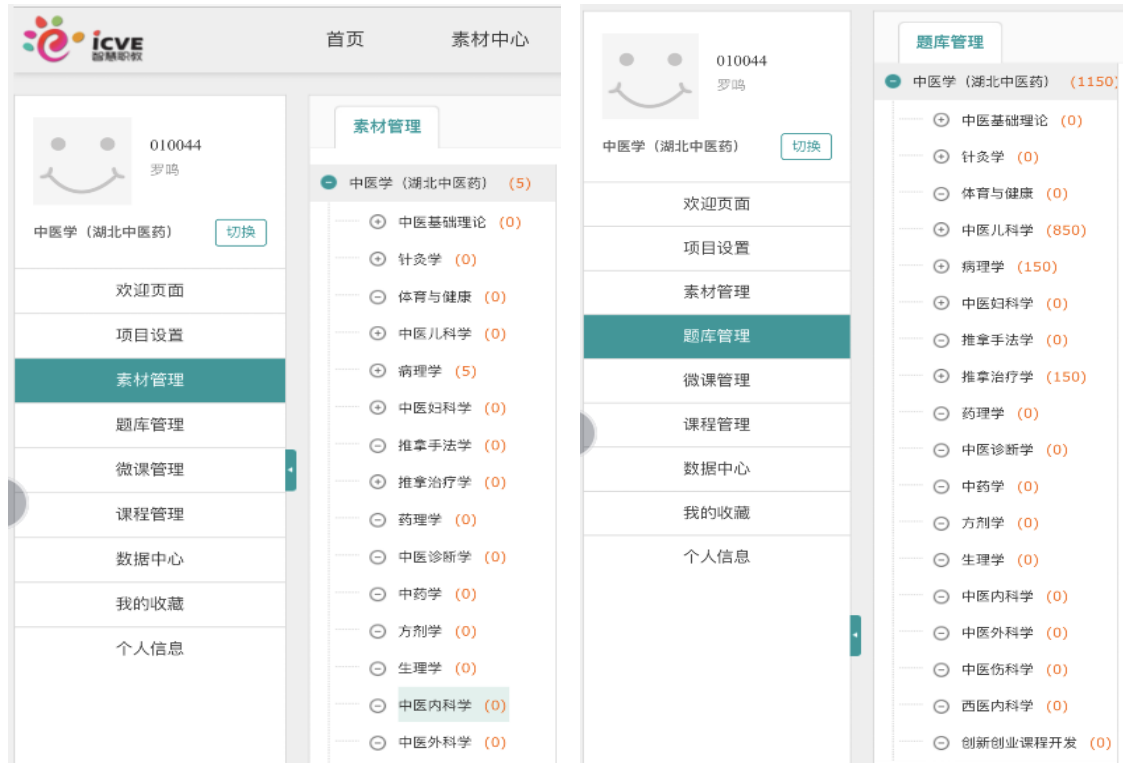 icve
智慧职教
首页
素材中心
010044
罗鸣
中医学（湖北中医药）
切换
欢迎页面
项目设置
素材管理
题库管理
微课管理
课程管理
数据中心
我的收藏
个人信息
素材管理
中医学（湖北中医药） (5)
中医基础理论 (0)
针灸学 (0)
体育与健康 (0)
中医儿科学 (0)
病理学 (5)
中医妇科学 (0)
推拿手法学 (0)
推拿治疗学 (0)
药理学 (0)
中医诊断学 (0)
中药学 (0)
方剂学 (0)
生理学 (0)
中医内科学 (0)
中医外科学 (0)
010044
罗鸣
中医学（湖北中医药）
切换
欢迎页面
项目设置
素材管理
题库管理
微课管理
课程管理
数据中心
我的收藏
个人信息
题库管理
中医学（湖北中医药） (1150)
中医基础理论 (0)
针灸学 (0)
体育与健康 (0)
中医儿科学 (850)
病理学 (150)
中医妇科学 (0)
推拿手法学 (0)
推拿治疗学 (150)
药理学 (0)
中医诊断学 (0)
中药学 (0)
方剂学 (0)
生理学 (0)
中医内科学 (0)
中医外科学 (0)
中医伤科学 (0)
西医内科学 (0)
创新创业课程开发 (0)